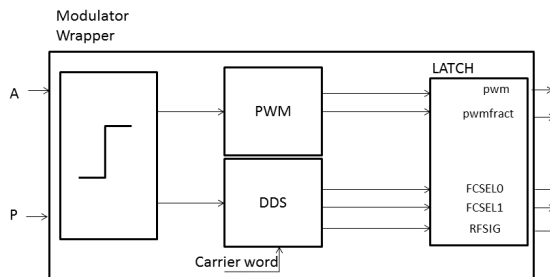 Modulator
Wrapper
LATCH
A
pwm
PWM
pwmfract
DDS
FCSEL0
P
FCSEL1
RFSIG
Carrier word